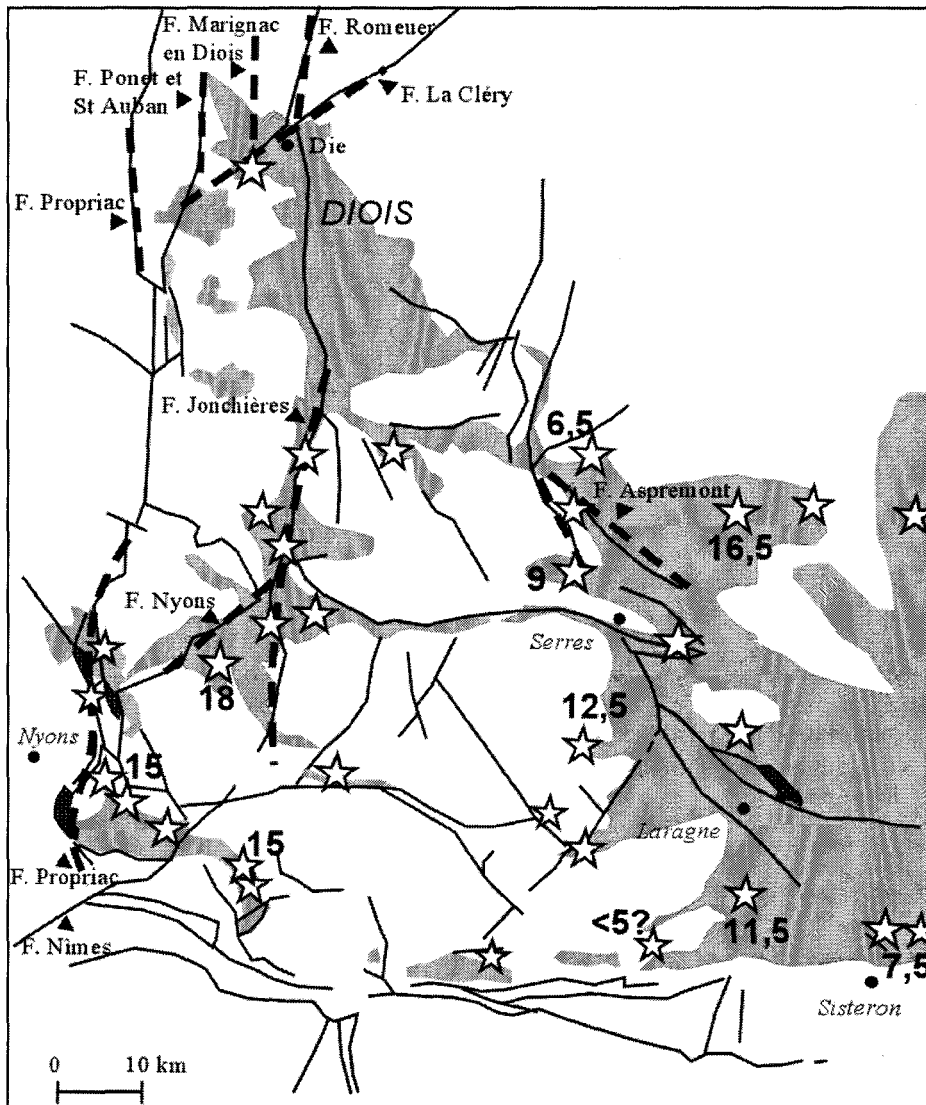 F. Marignac
en Diois
F. Romeuer
F. Ponet et
St Auban
F. La Cléry
Die
F. Propriac
DIOIS
F. Jonchières
6,5
F. Aspremont
16,5
9
F. Nyons
Serres
18
12,5
Nyons
15
Laragne
15
F. Propriac
<5?
11,5
F. Nîmes
7,5
Sisteron
0 10 km